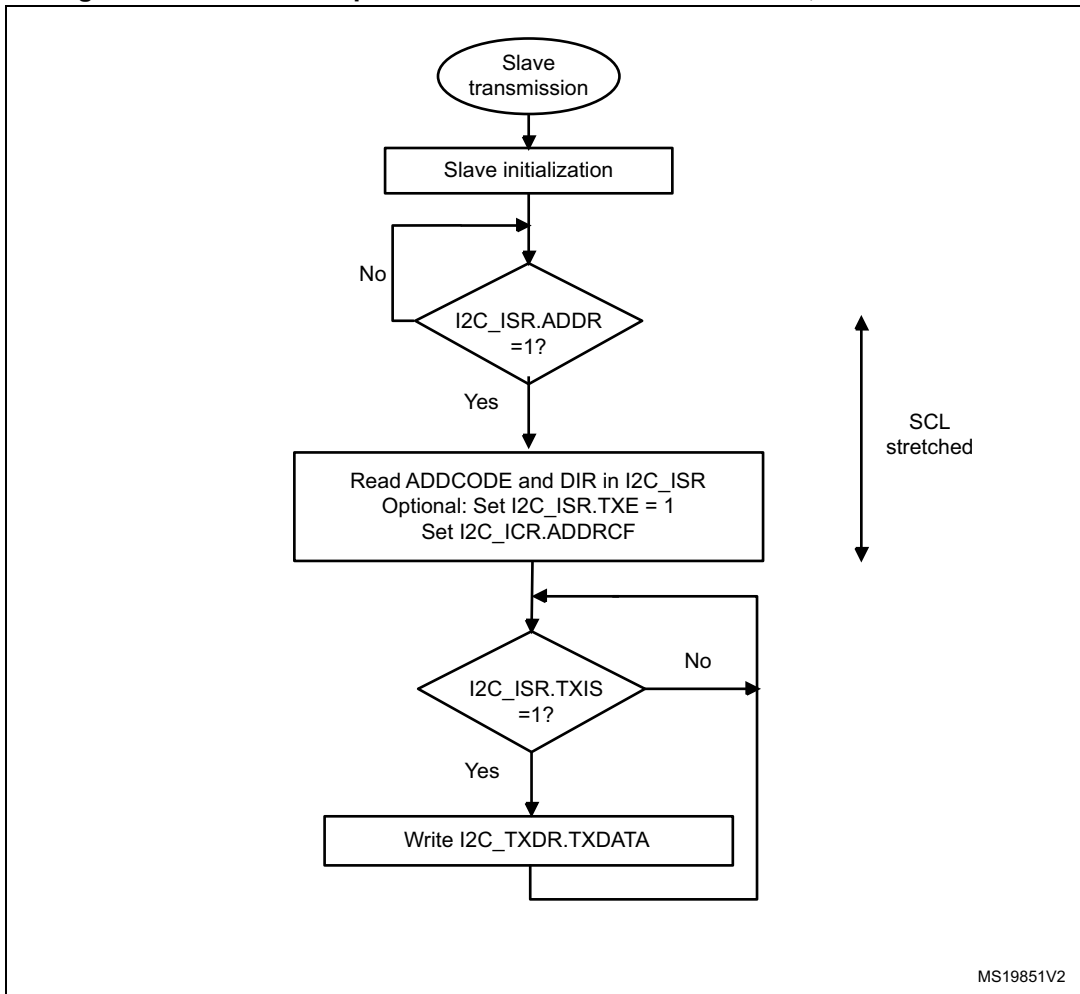 Slave
transmission
Slave initialization
No
I2C_ISR.ADDR
=1?
Yes
SCL
stretched
Read ADDCODE and DIR in I2C_ISR
Optional: Set I2C_ISR.TXE = 1
Set I2C_ICR.ADDRCF
No
I2C_ISR.TXIS
=1?
Yes
Write I2C_TXDR.TXDATA
MS19851V2